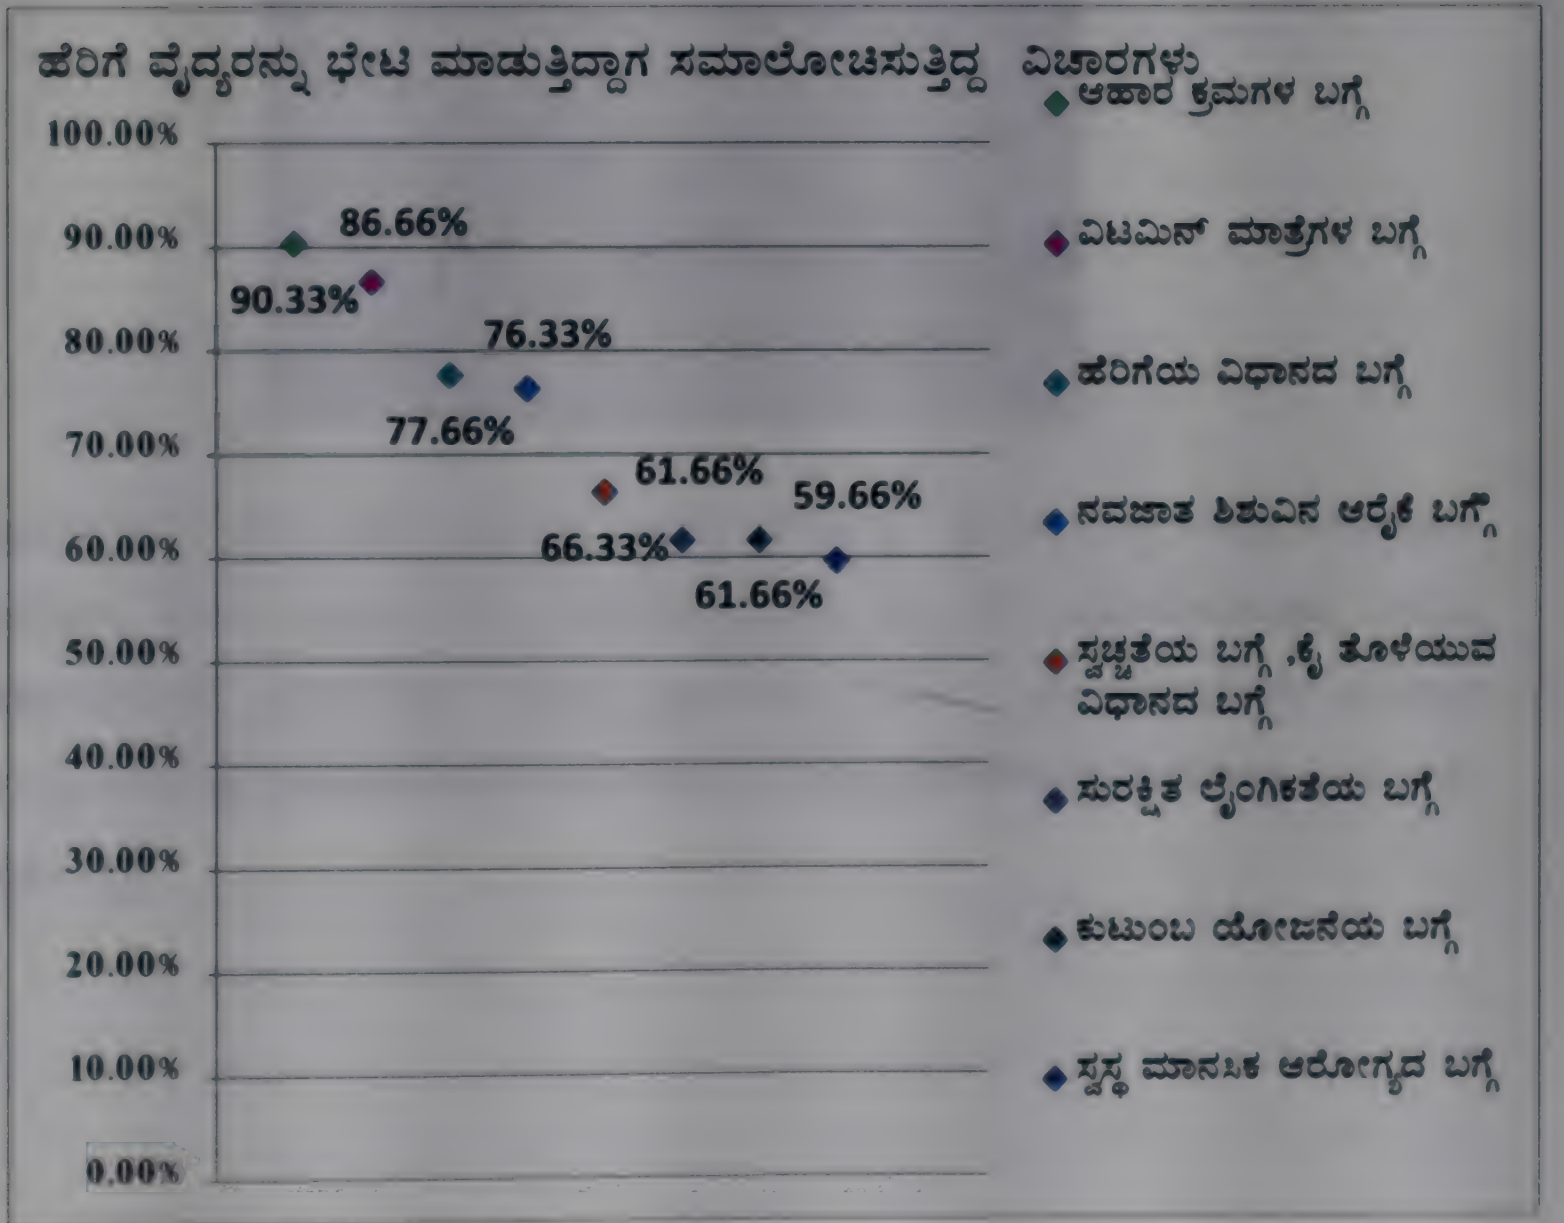 ಹೆರಿಗೆ ವೈದ್ಯರನ್ನು ಭೇಟಿ ಮಾಡುತ್ತಿದ್ದಾಗ ಸಮಾಲೋಚಿಸುತ್ತಿದ್ದ ವಿಚಾರಗಳು
100.00%
90.00%
80.00%
70.00%
60.00%
50.00%
40.00%
30.00%
20.00%
10.00%
0.00%
86.66%
90.33%
76.33%
77.66%
61.66%
59.66%
66.33%
61.66%
ಆಹಾರ ಕ್ರಮಗಳ ಬಗ್ಗೆ
ವಿಟಮಿನ್ ಮಾತ್ರೆಗಳ ಬಗ್ಗೆ
ಹೆರಿಗೆಯ ವಿಧಾನದ ಬಗ್ಗೆ
ನವಜಾತ ಶಿಶುವಿನ ಆರೈಕೆ ಬಗ್ಗೆ
ಸ್ವಚ್ಚತೆಯ ಬಗ್ಗೆ ,ಕೈ ತೊಳೆಯುವ
ವಿಧಾನದ ಬಗ್ಗೆ
ಸುರಕ್ಷಿತ ಲೈಂಗಿಕತೆಯ ಬಗ್ಗೆ
ಕುಟುಂಬ ಯೋಜನೆಯ ಬಗ್ಗೆ
ಸ್ವಸ್ಥ ಮಾನಸಿಕ ಆರೋಗ್ಯದ ಬಗ್ಗೆ